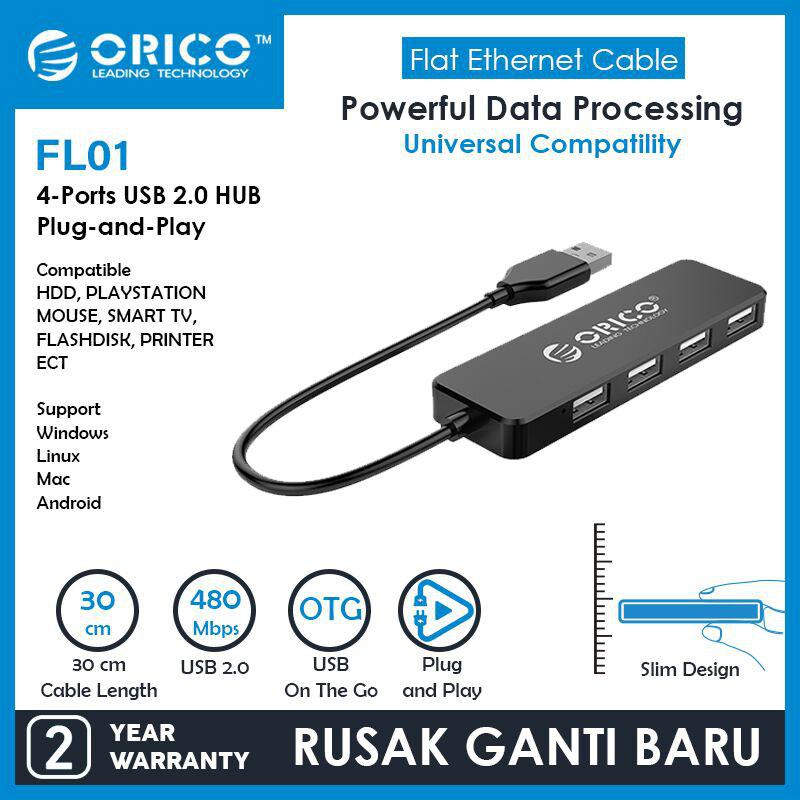 ORICO™
LEADING TECHNOLOGY
Flat Ethernet Cable
Powerful Data Processing
Universal Compatility
FL01
4-Ports USB 2.0 HUB
Plug-and-Play
Compatible
HDD, PLAYSTATION
MOUSE, SMART TV,
FLASHDISK, PRINTER
ECT
Support
Windows
Linux
Mac
Android
ORICO®
LEADING TECHNOLOGY
30
cm
30 cm
Cable Length
480
Mbps
USB 2.0
OTG
USB
On The Go
Plug
and Play
Slim Design
2 YEAR
WARRANTY
RUSAK GANTI BARU